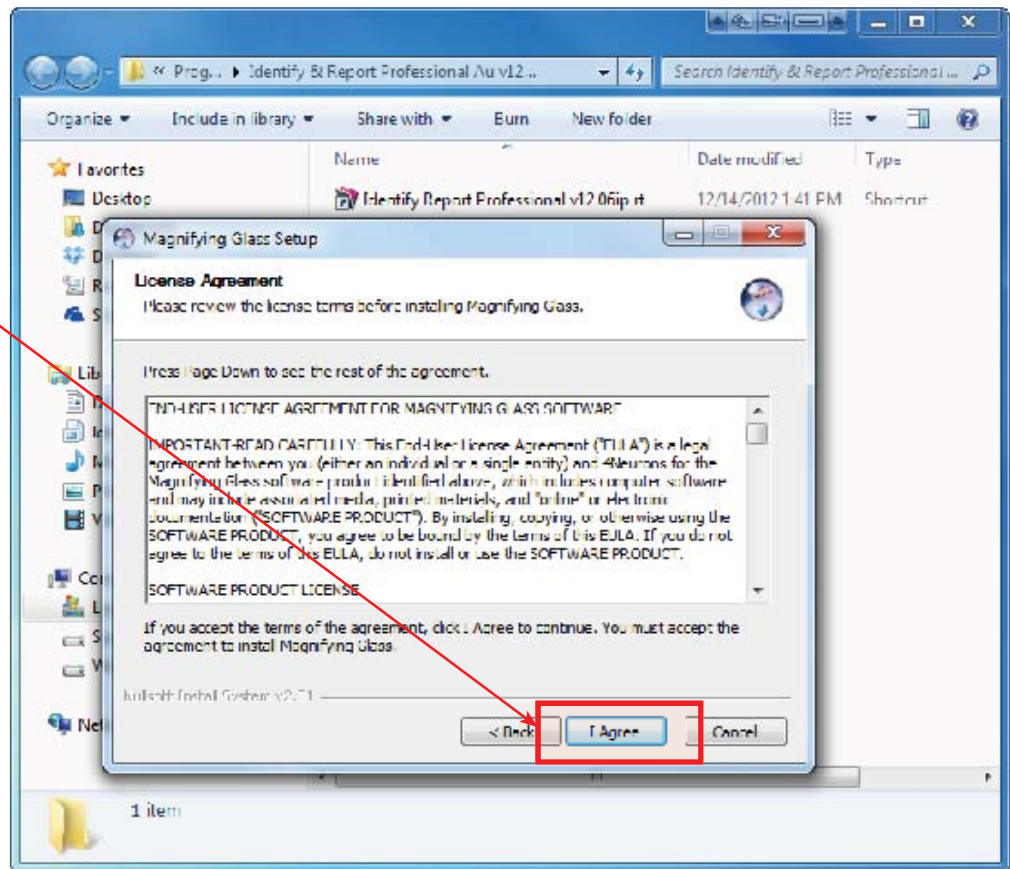 « Prog... ▸ Identify & Report Professional Au v12...
Search Identify & Report Professional ...
Organize
Include in library
Share with
Burn
New folder
Name
Date modified
Type
Favorites
Desktop
Identify Report Professional
12/14/2012 1:41 PM
Shortcut
D
D
R
S
Lib
D
M
P
V
Co
L
S
W
Net
Magnifying Glass Setup
License Agreement
Please review the license terms before installing Magnifying Glass.
Press Page Down to see the rest of the agreement.
END-USER LICENSE AGREEMENT FOR MAGNIFYING GLASS SOFTWARE
IMPORTANT-READ CAREFULLY: This End-User License Agreement ("EULA") is a legal
agreement between you (either an individual or a single entity) and 4Neurons for the
Magnifying Glass software product identified above, which includes computer software
and may include associated media, printed materials, and "online" or electronic
documentation ("SOFTWARE PRODUCT"). By installing, copying, or otherwise using the
SOFTWARE PRODUCT, you agree to be bound by the terms of this EULA. If you do not
agree to the terms of this EULA, do not install or use the SOFTWARE PRODUCT.
SOFTWARE PRODUCT LICENSE
If you accept the terms of the agreement, click I Agree to continue. You must accept the
agreement to install Magnifying Glass.
Nullsoft Install System
< Back
I Agree
Cancel
1 item